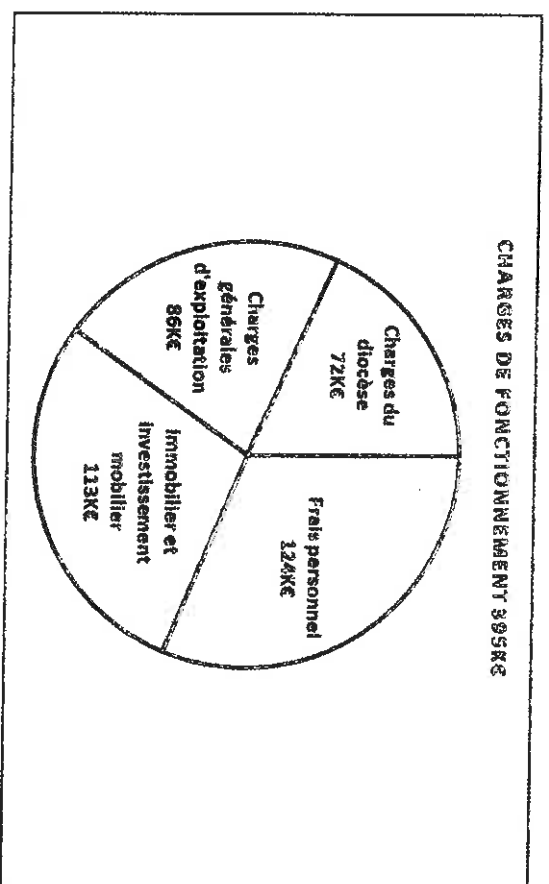 CHARGES DE FONCTIONNEMENT 395K€
Charges du
diocèse
72K€
Frais personnel
124K€
Charges
générales
d'exploitation
86K€
Immobilier et
investissement
mobilier
113K€